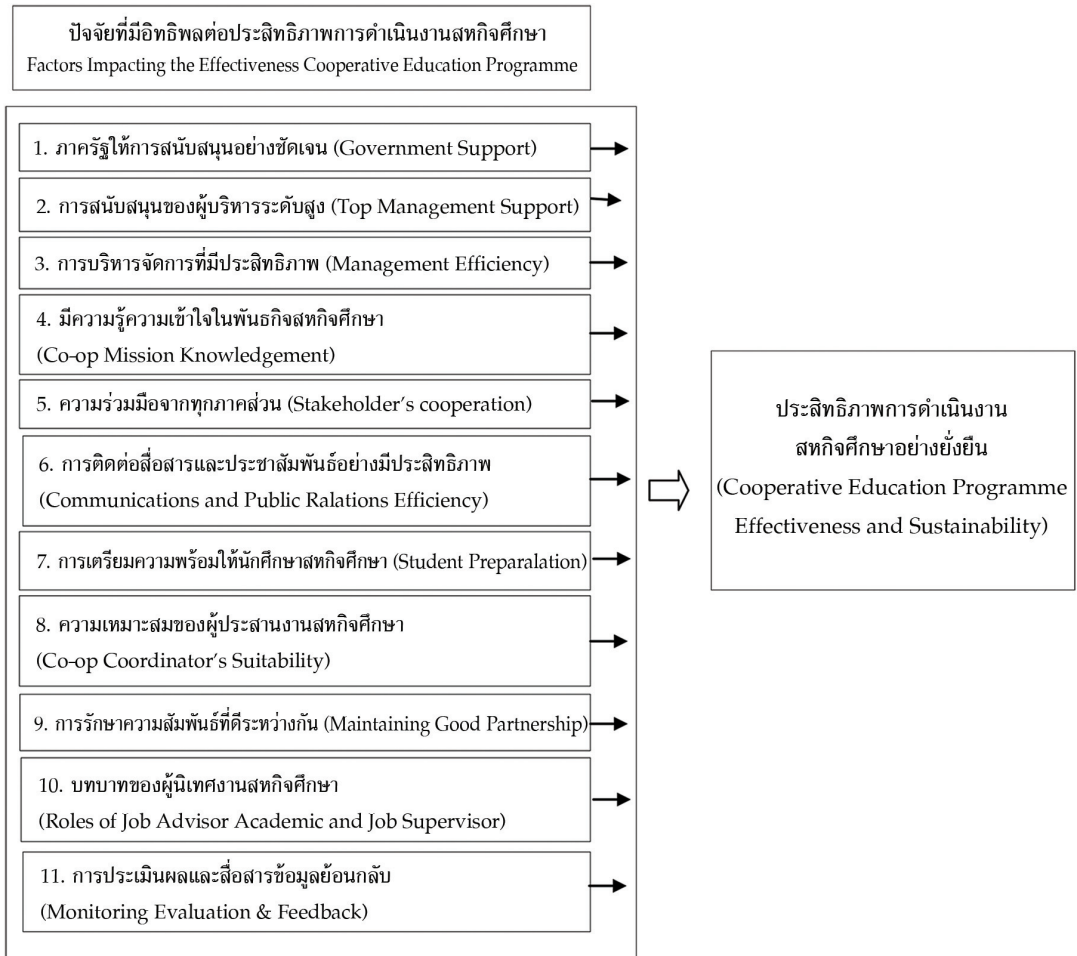 ปัจจัยที่มีอิทธิพลต่อประสิทธิภาพการดำเนินงานสหกิจศึกษา
Factors Impacting the Effectiveness Cooperative Education Programme
1. ภาครัฐให้การสนับสนุนอย่างชัดเจน (Government Support)
2. การสนับสนุนของผู้บริหารระดับสูง (Top Management Support)
3. การบริหารจัดการที่มีประสิทธิภาพ (Management Efficiency)
4. มีความรู้ความเข้าใจในพันธกิจสหกิจศึกษา
(Co-op Mission Knowledgement)
5. ความร่วมมือจากทุกภาคส่วน (Stakeholder’s cooperation)
6. การติดต่อสื่อสารและประชาสัมพันธ์อย่างมีประสิทธิภาพ
(Communications and Public Ralations Efficiency)
7. การเตรียมความพร้อมให้นักศึกษาสหกิจศึกษา (Student Preparalation)
8. ความเหมาะสมของผู้ประสานงานสหกิจศึกษา
(Co-op Coordinator’s Suitability)
9. การรักษาความสัมพันธ์ที่ดีระหว่างกัน (Maintaining Good Partnership)
10. บทบาทของผู้นิเทศงานสหกิจศึกษา
(Roles of Job Advisor Academic and Job Supervisor)
11. การประเมินผลและสื่อสารข้อมูลย้อนกลับ
(Monitoring Evaluation & Feedback)
ประสิทธิภาพการดำเนินงาน
สหกิจศึกษาอย่างยั่งยืน
(Cooperative Education Programme
Effectiveness and Sustainability)